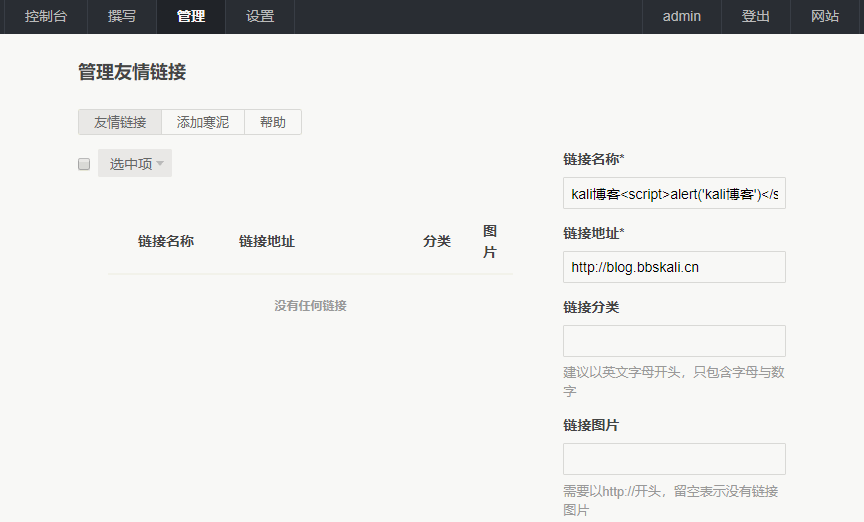 控制台 撰写 管理 设置 admin 登出 网站
管理友情链接
友情链接 添加寒泥 帮助
选中项
链接名称 链接地址 分类 图片
没有任何链接
链接名称*
kali博客<script>alert('kali博客')</s
链接地址*
http://blog.bbskali.cn
链接分类
建议以英文字母开头，只包含字母与数
字
链接图片
需要以http://开头，留空表示没有链接
图片